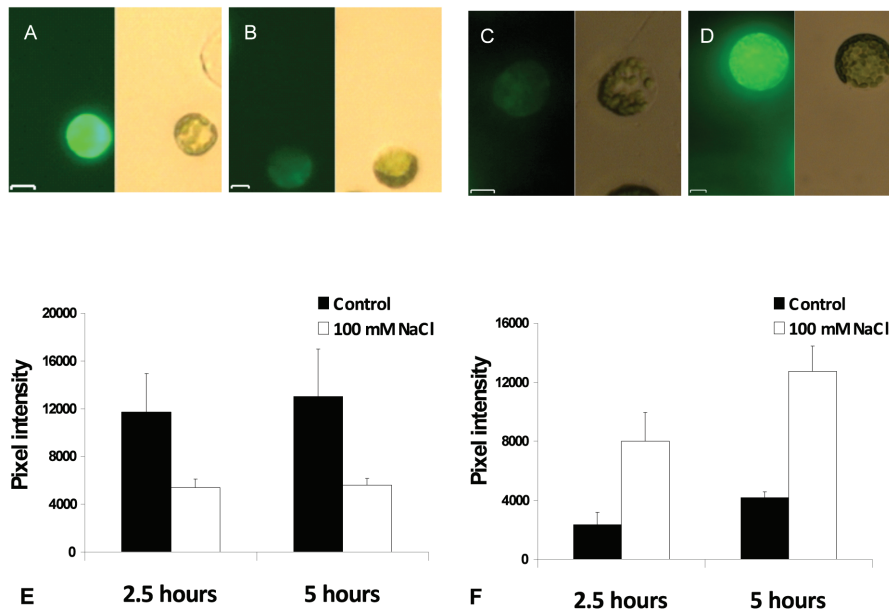 A
B
C
D
Control
100 mM NaCl
20000
16000
12000
8000
4000
0
Pixel intensity
2.5 hours
5 hours
E
Control
100 mM NaCl
16000
12000
8000
4000
0
Pixel intensity
2.5 hours
5 hours
F